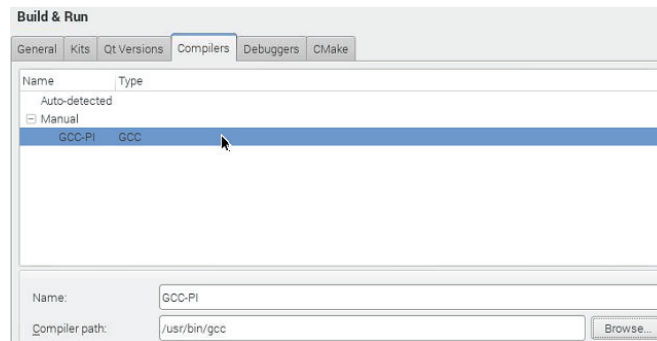 Build & Run
General Kits Qt Versions Compilers Debuggers CMake
Name Type
Auto-detected
Manual
GCC-PI GCC
Name: GCC-PI
Compiler path: /usr/bin/gcc Browse...